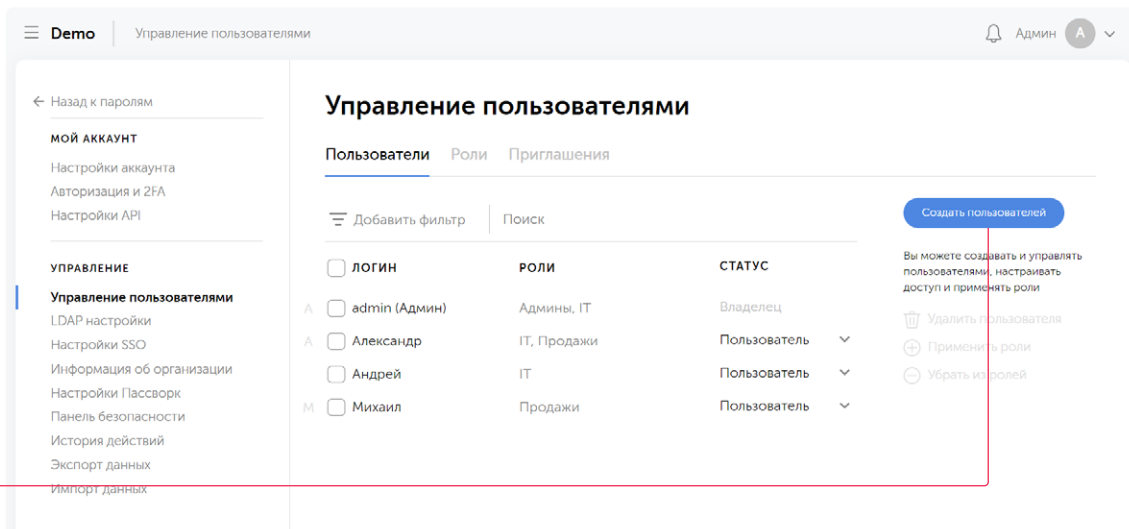 Demo
Управление пользователями
Админ
A
Назад к паролям
МОЙ АККАУНТ
Настройки аккаунта
Авторизация и 2FA
Настройки API
УПРАВЛЕНИЕ
Управление пользователями
LDAP настройки
Настройки SSO
Информация об организации
Настройки Пассворк
Панель безопасности
История действий
Экспорт данных
Импорт данных
Управление пользователями
Пользователи Роли Приглашения
Добавить фильтр Поиск
ЛОГИН РОЛИ СТАТУС
А admin (Админ) Админы, IT Владелец
А Александр IT, Продажи Пользователь
Андрей IT Пользователь
М Михаил Продажи Пользователь
Создать пользователей
Вы можете создавать и управлять
пользователями, настраивать
доступ и применять роли
Удалить пользователя
Применить роли
Убрать из ролей